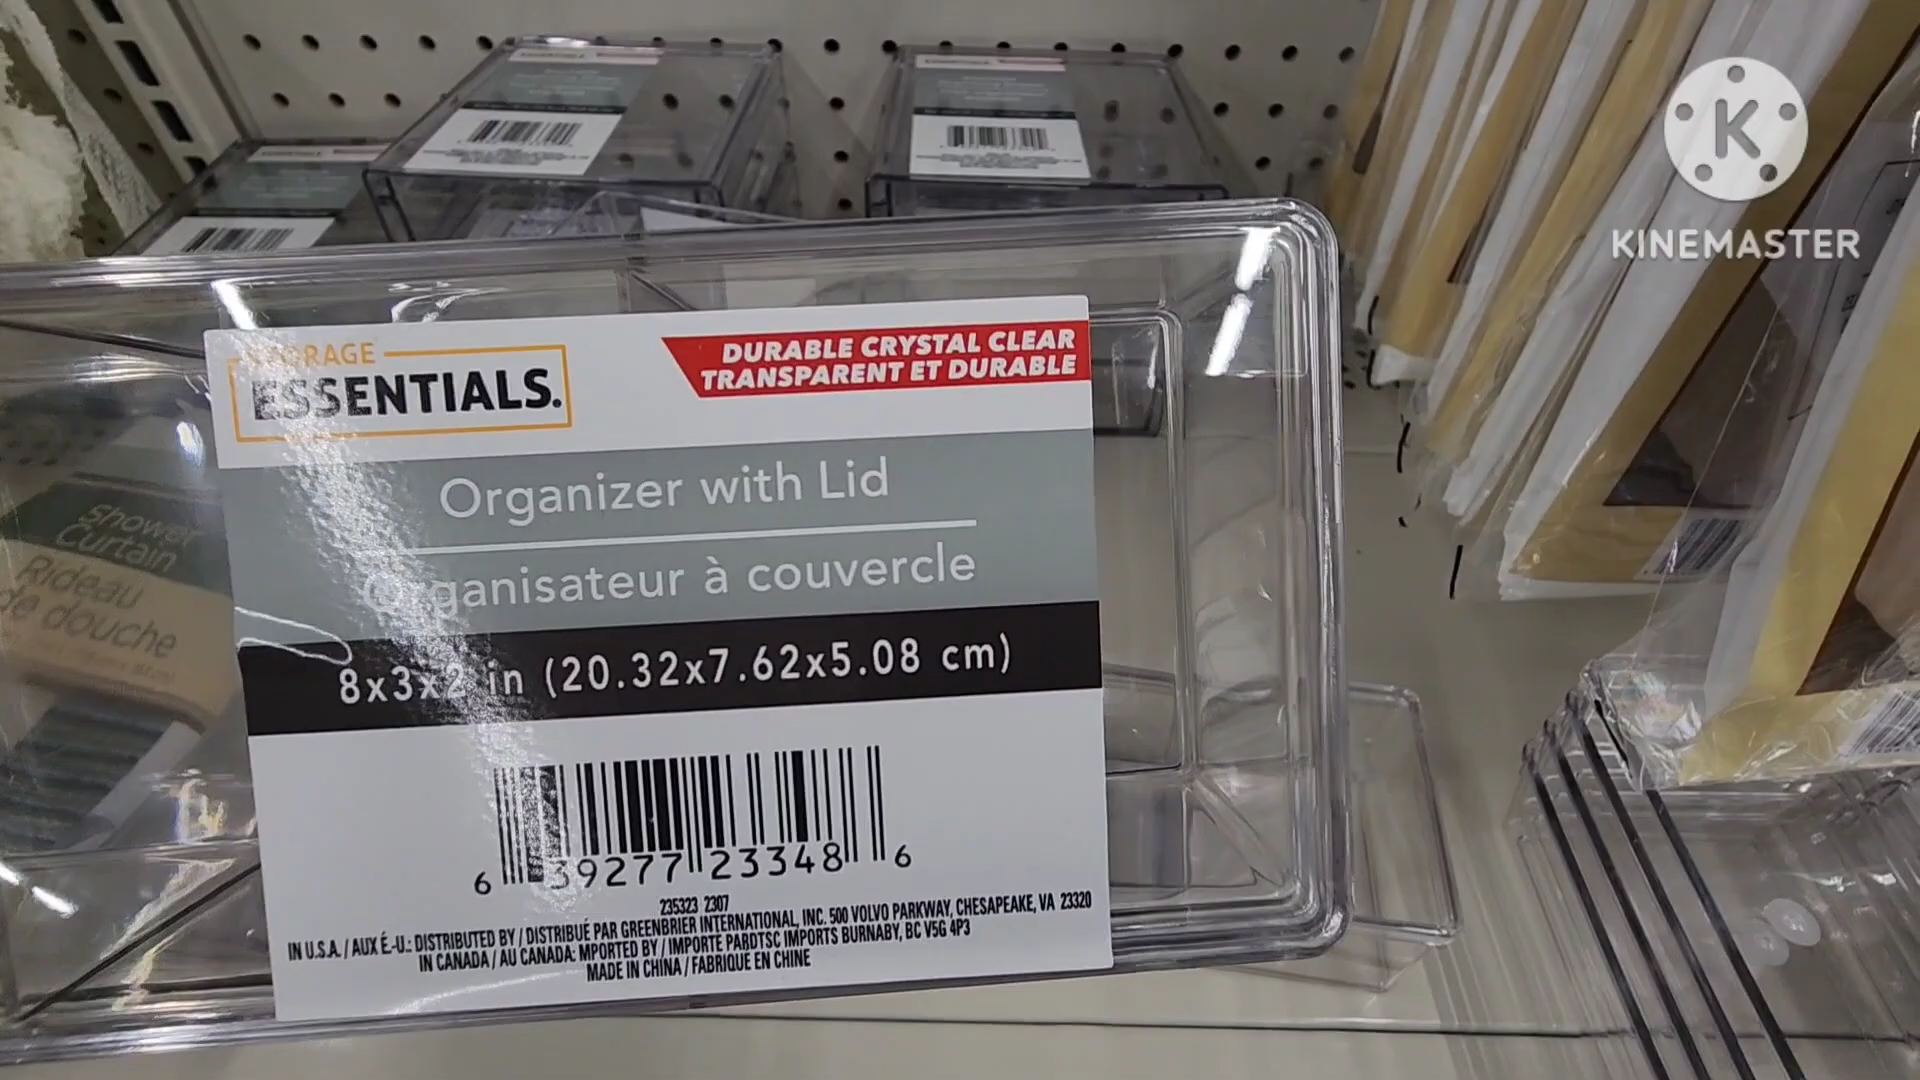 KINEMASTER
STORAGE
ESSENTIALS.
DURABLE CRYSTAL CLEAR
TRANSPARENT ET DURABLE
Organizer with Lid
Organisateur à couvercle
8x3x2 in (20.32x7.62x5.08 cm)
6 39277 23348 6
235323 2307
IN U.S.A. / AUX É.-U.: DISTRIBUTED BY / DISTRIBUÉ PAR GREENBRIER INTERNATIONAL, INC. 500 VOLVO PARKWAY, CHESAPEAKE, VA 23320
IN CANADA / AU CANADA: MPORTED BY / IMPORTE PARDTSC IMPORTS BURNABY, BC V5G 4P3
MADE IN CHINA / FABRIQUE EN CHINE
Shower
Curtain
Rideau
de douche